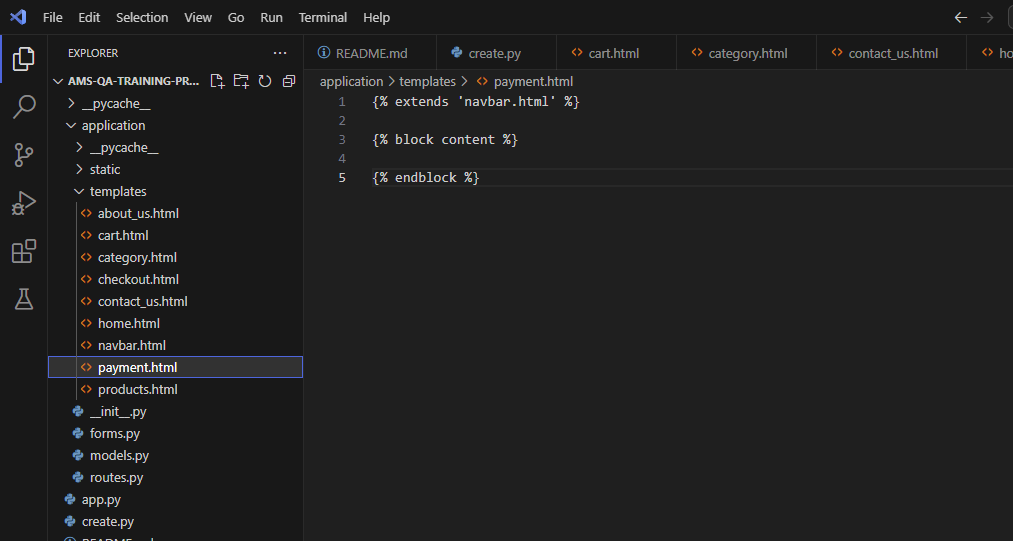 File Edit Selection View Go Run Terminal Help
EXPLORER
AMS-QA-TRAINING-PR...
__pycache__
application
__pycache__
static
templates
about_us.html
cart.html
category.html
checkout.html
contact_us.html
home.html
navbar.html
payment.html
products.html
__init__.py
forms.py
models.py
routes.py
app.py
create.py
README.md create.py cart.html category.html contact_us.html ho
application > templates > payment.html
1 {% extends 'navbar.html' %}
2
3 {% block content %}
4
5 {% endblock %}